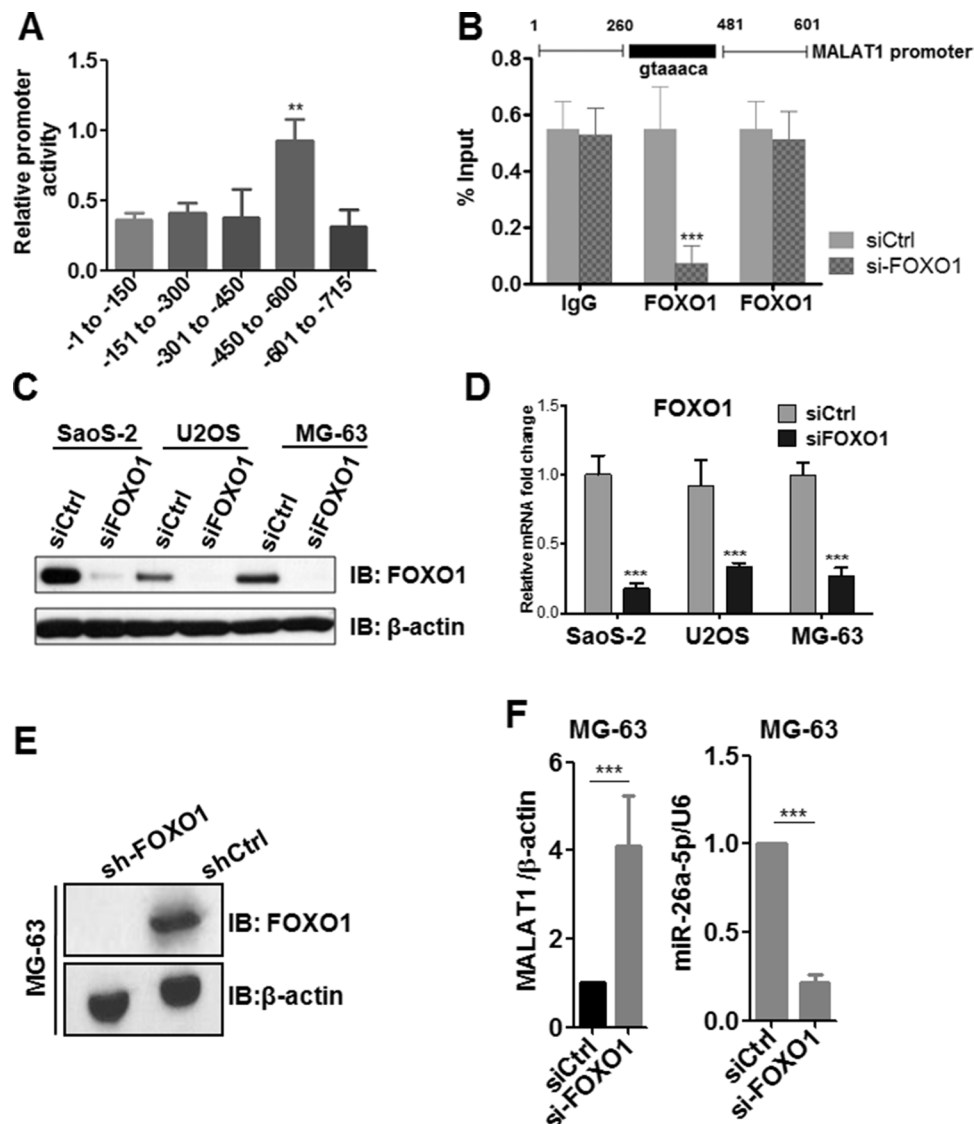 A
Relative promoter
activity
1.5
1.0
0.5
0.0
**
-1 to -150
-151 to -300
-301 to -450
-450 to -600
-601 to -715
B
1
260
481
601
MALAT1 promoter
gtaaaca
% Input
0.8
0.6
0.4
0.2
0.0
***
IgG
FOXO1
FOXO1
siCtrl
si-FOXO1
C
SaoS-2
U2OS
MG-63
siCtrl
siFOXO1
siCtrl
siFOXO1
siCtrl
siFOXO1
IB: FOXO1
IB: β-actin
D
FOXO1
siCtrl
siFOXO1
Relative mRNA fold change
1.5
1.0
0.5
0.0
***
***
***
SaoS-2
U2OS
MG-63
E
sh-FOXO1
shCtrl
MG-63
IB: FOXO1
IB:β-actin
F
MG-63
MALAT1 /β-actin
6
4
2
0
***
siCtrl
si-FOXO1
MG-63
miR-26a-5p/U6
1.5
1.0
0.5
0.0
***
siCtrl
si-FOXO1